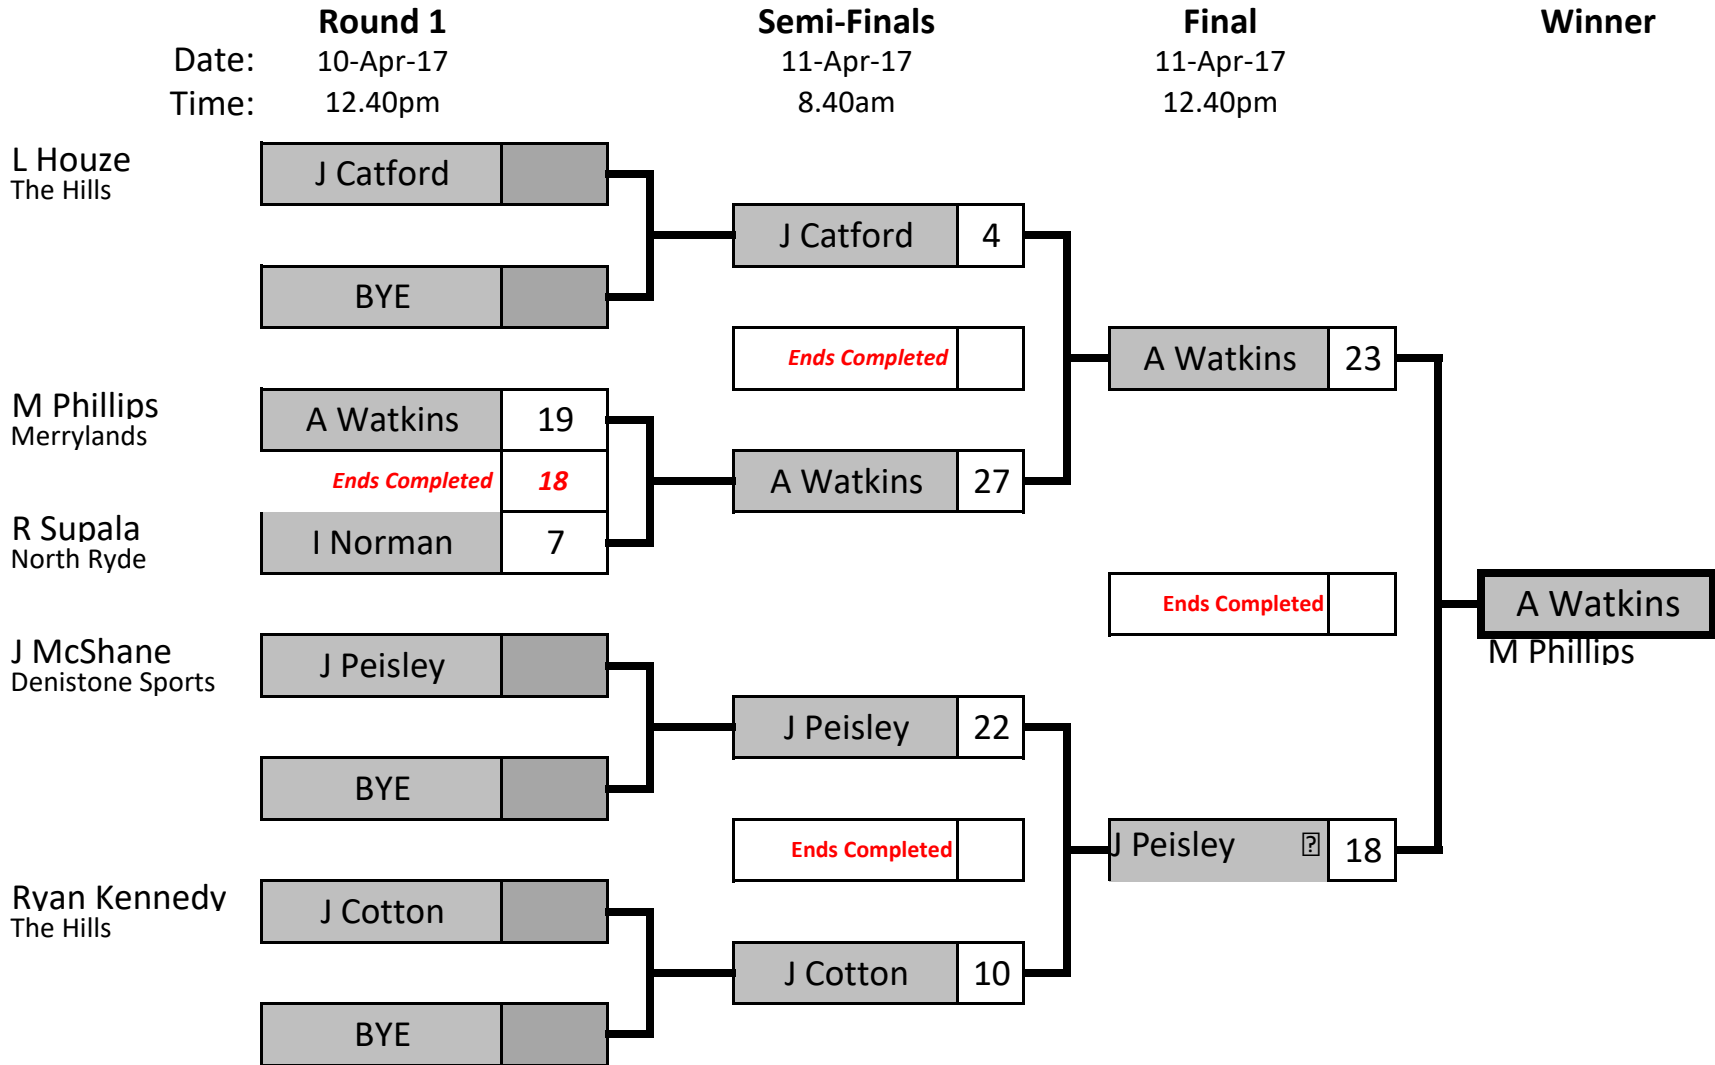 Round 1 Semi-Finals Final Winner
Date: 10-Apr-17 11-Apr-17 11-Apr-17
Time: 12.40pm 8.40am 12.40pm
L Houze
The Hills
J Catford
J Catford 4
BYE
Ends Completed
A Watkins 23
M Phillips
Merrylands
A Watkins 19
Ends Completed 18
A Watkins 27
R Supala
North Ryde
I Norman 7
Ends Completed
A Watkins
M Phillips
J McShane
Denistone Sports
J Peisley
J Peisley 22
BYE
Ends Completed
J Peisley 18
Ryan Kennedy
The Hills
J Cotton
J Cotton 10
BYE